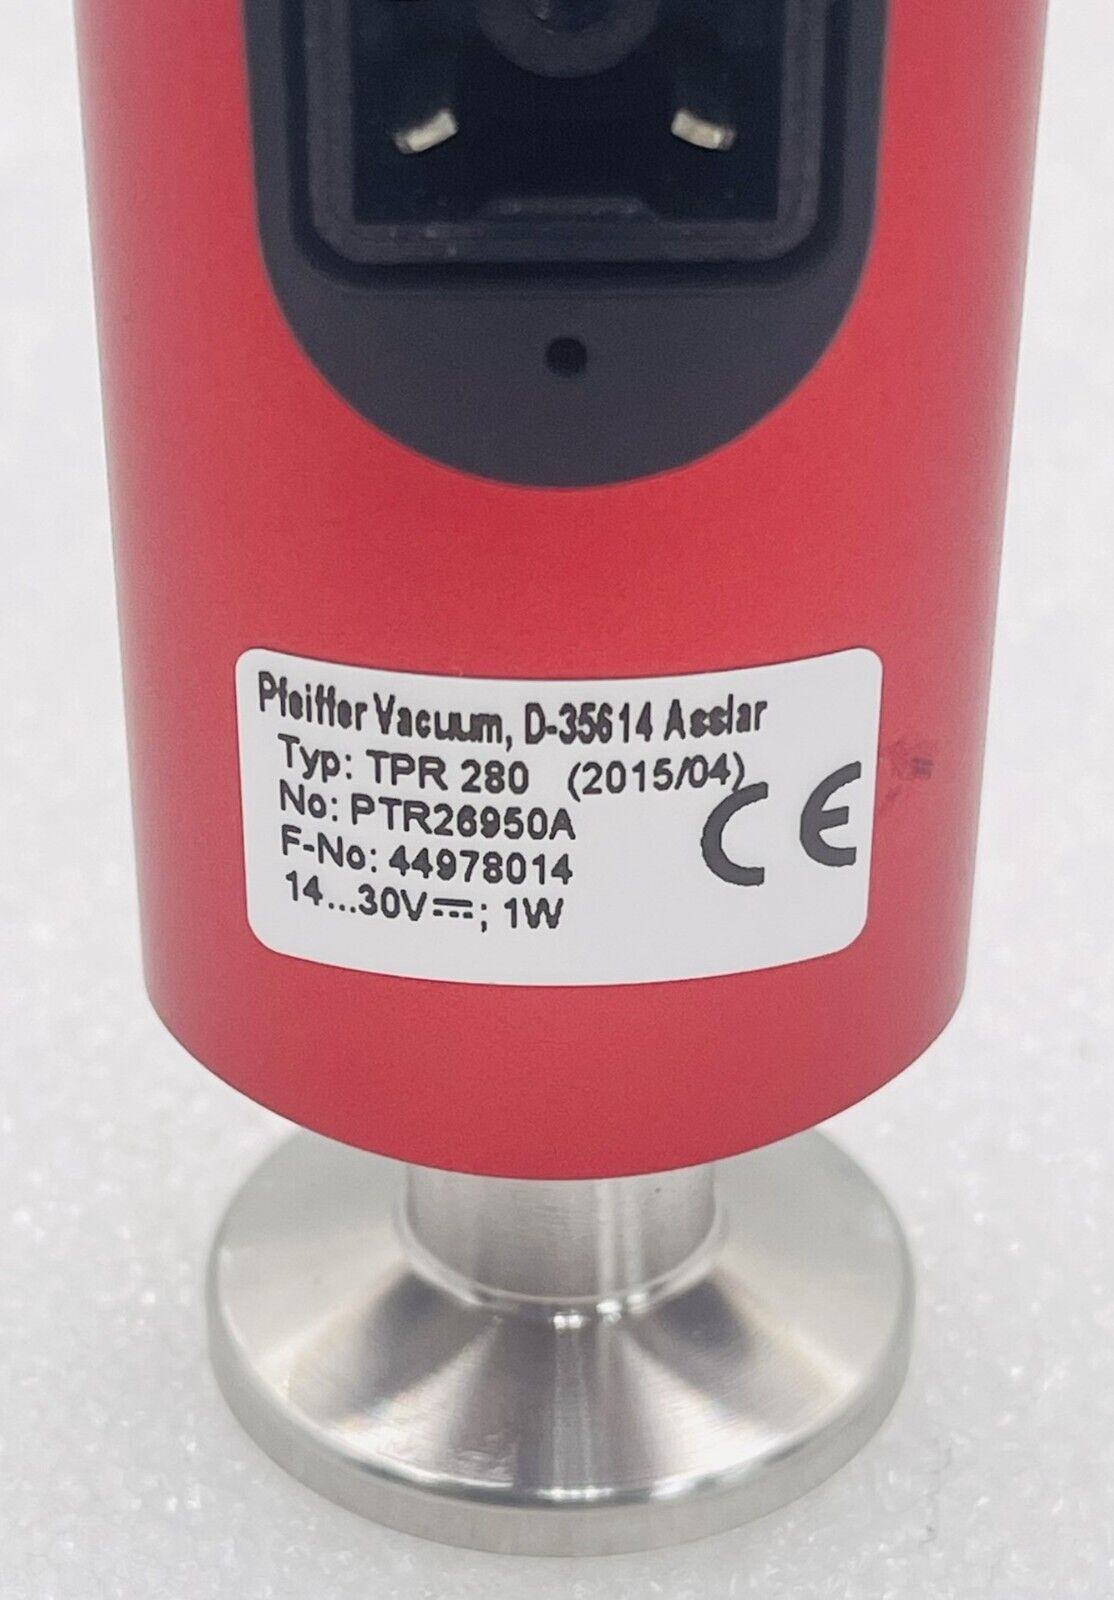 Pfeiffer Vacuum, D-35614 Asslar
Typ: TPR 280 (2015/04)
No: PTR26950A
F-No: 44978014
14...30V⎓; 1W
CE